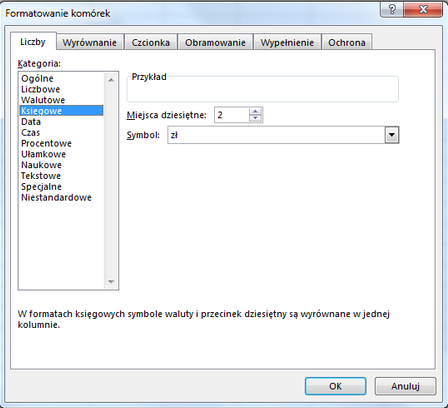 Formatowanie komórek
Liczby Wyrównanie Czcionka Obramowanie Wypełnienie Ochrona
Kategoria:
Ogólne
Liczbowe
Walutowe
Księgowe
Data
Czas
Procentowe
Ułamkowe
Naukowe
Tekstowe
Specjalne
Niestandardowe
Przykład
Miejsca dziesiętne: 2
Symbol: zł
W formatach księgowych symbole waluty i przecinek dziesiętny są wyrównane w jednej
kolumnie.
OK Anuluj